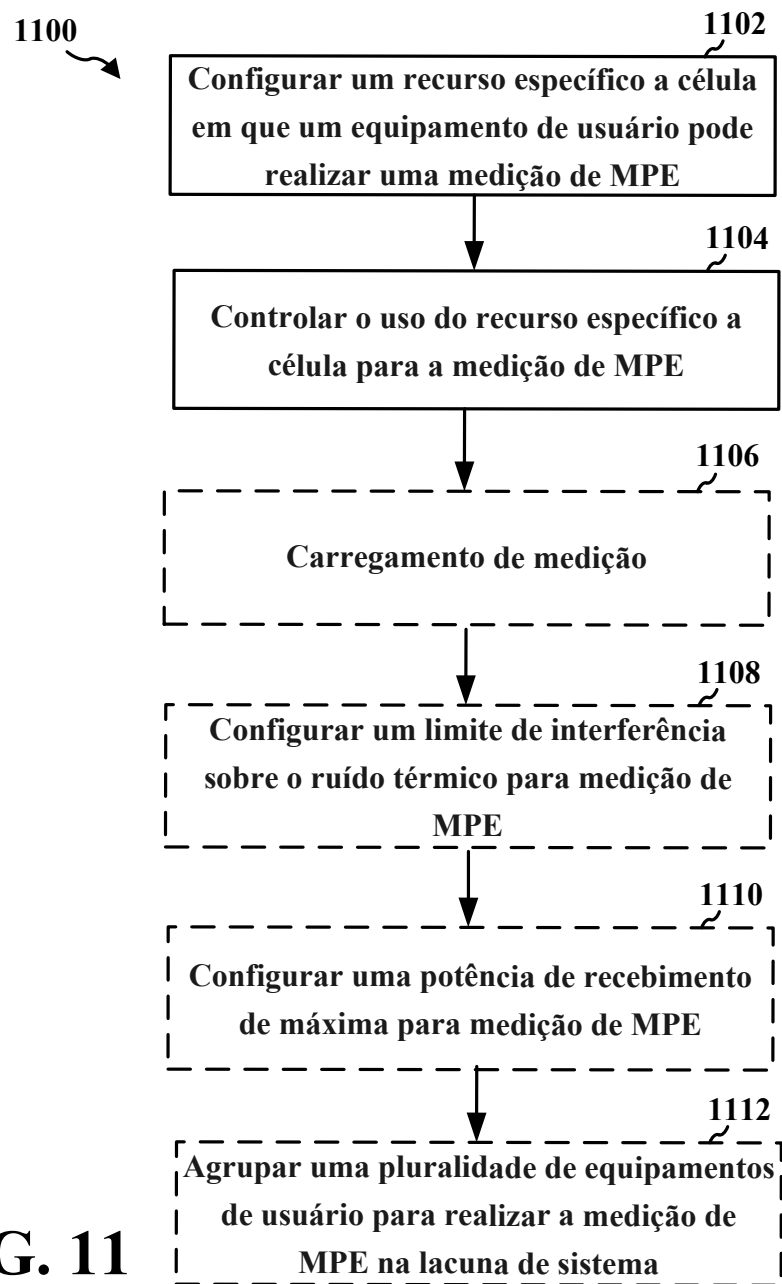 1100
1102
Configurar um recurso específico a célula
em que um equipamento de usuário pode
realizar uma medição de MPE
1104
Controlar o uso do recurso específico a
célula para a medição de MPE
1106
Carregamento de medição
1108
Configurar um limite de interferência
sobre o ruído térmico para medição de
MPE
1110
Configurar uma potência de recebimento
de máxima para medição de MPE
1112
Agrupar uma pluralidade de equipamentos
de usuário para realizar a medição de
MPE na lacuna de sistema
G. 11